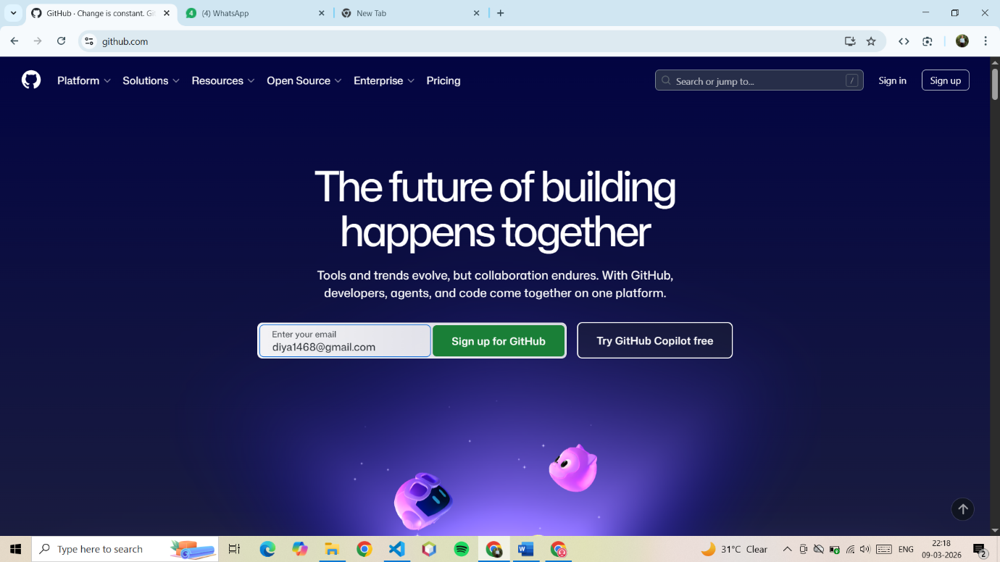 GitHub · Change is constant. Gi
4
(4) WhatsApp
New Tab
github.com
Platform
Solutions
Resources
Open Source
Enterprise
Pricing
Search or jump to...
/
Sign in
Sign up
The future of building
happens together
Tools and trends evolve, but collaboration endures. With GitHub,
developers, agents, and code come together on one platform.
Enter your email
diya1468@gmail.com
Sign up for GitHub
Try GitHub Copilot free
Type here to search
31°C Clear
ENG
22:18
09-03-2026
2